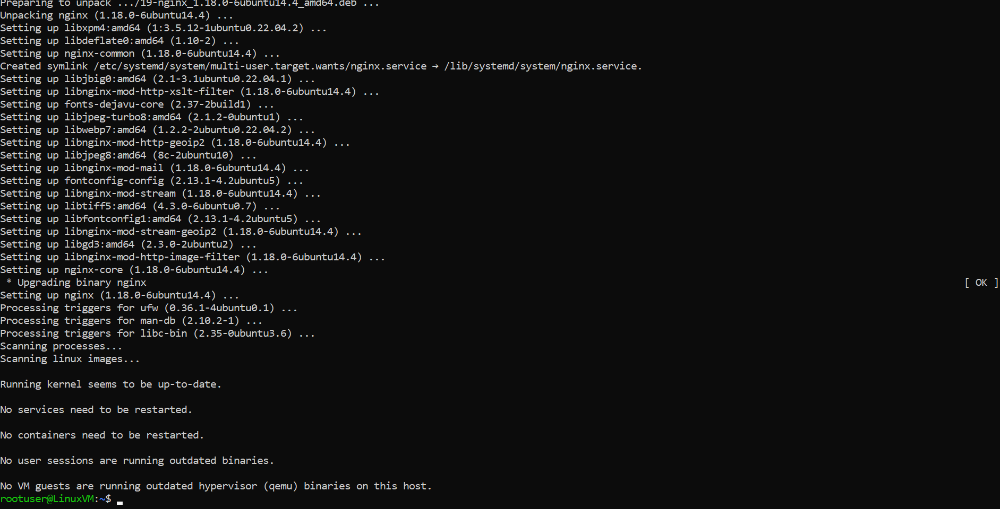 Preparing to unpack .../19-nginx_1.18.0-6ubuntu14.4_amd64.deb ...
Unpacking nginx (1.18.0-6ubuntu14.4) ...
Setting up libxpm4:amd64 (1:3.5.12-1ubuntu0.22.04.2) ...
Setting up libdeflate0:amd64 (1.10-2) ...
Setting up nginx-common (1.18.0-6ubuntu14.4) ...
Created symlink /etc/systemd/system/multi-user.target.wants/nginx.service → /lib/systemd/system/nginx.service.
Setting up libjbig0:amd64 (2.1-3.1ubuntu0.22.04.1) ...
Setting up libnginx-mod-http-xslt-filter (1.18.0-6ubuntu14.4) ...
Setting up fonts-dejavu-core (2.37-2build1) ...
Setting up libjpeg-turbo8:amd64 (2.1.2-0ubuntu1) ...
Setting up libwebp7:amd64 (1.2.2-2ubuntu0.22.04.2) ...
Setting up libnginx-mod-http-geoip2 (1.18.0-6ubuntu14.4) ...
Setting up libjpeg8:amd64 (8c-2ubuntu10) ...
Setting up libnginx-mod-mail (1.18.0-6ubuntu14.4) ...
Setting up fontconfig-config (2.13.1-4.2ubuntu5) ...
Setting up libnginx-mod-stream (1.18.0-6ubuntu14.4) ...
Setting up libtiff5:amd64 (4.3.0-6ubuntu0.7) ...
Setting up libfontconfig1:amd64 (2.13.1-4.2ubuntu5) ...
Setting up libnginx-mod-stream-geoip2 (1.18.0-6ubuntu14.4) ...
Setting up libgd3:amd64 (2.3.0-2ubuntu2) ...
Setting up libnginx-mod-http-image-filter (1.18.0-6ubuntu14.4) ...
Setting up nginx-core (1.18.0-6ubuntu14.4) ...
 * Upgrading binary nginx [ OK ]
Setting up nginx (1.18.0-6ubuntu14.4) ...
Processing triggers for ufw (0.36.1-4ubuntu0.1) ...
Processing triggers for man-db (2.10.2-1) ...
Processing triggers for libc-bin (2.35-0ubuntu3.6) ...
Scanning processes...
Scanning linux images...
Running kernel seems to be up-to-date.
No services need to be restarted.
No containers need to be restarted.
No user sessions are running outdated binaries.
No VM guests are running outdated hypervisor (qemu) binaries on this host.
rootuser@LinuxVM:~$